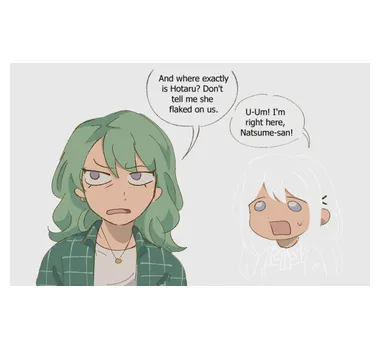 And where exactly
is Hotaru? Don't
tell me she
flaked on us.
U-Um! I'm
right here,
Natsume-san!